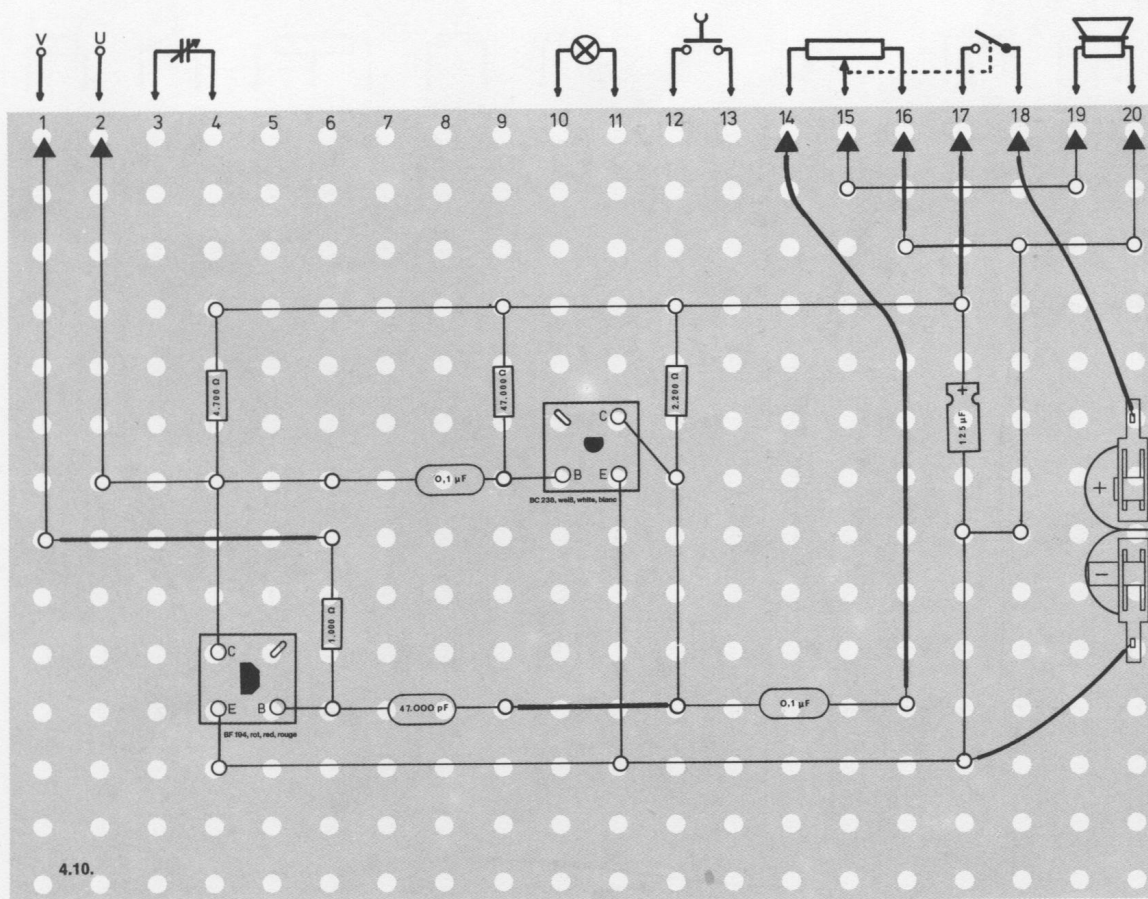 V U
1 2 3 4 5 6 7 8 9 10 11 12 13 14 15 16 17 18 19 20
4.700 Ω
47.000 Ω
2.200 Ω
+
125 µF
C
0,1 µF
B E
BC 238, weiß, white, blanc
+
1.000 Ω
−
C
E B
47.000 pF
0,1 µF
BF 194, rot, red, rouge
4.10.